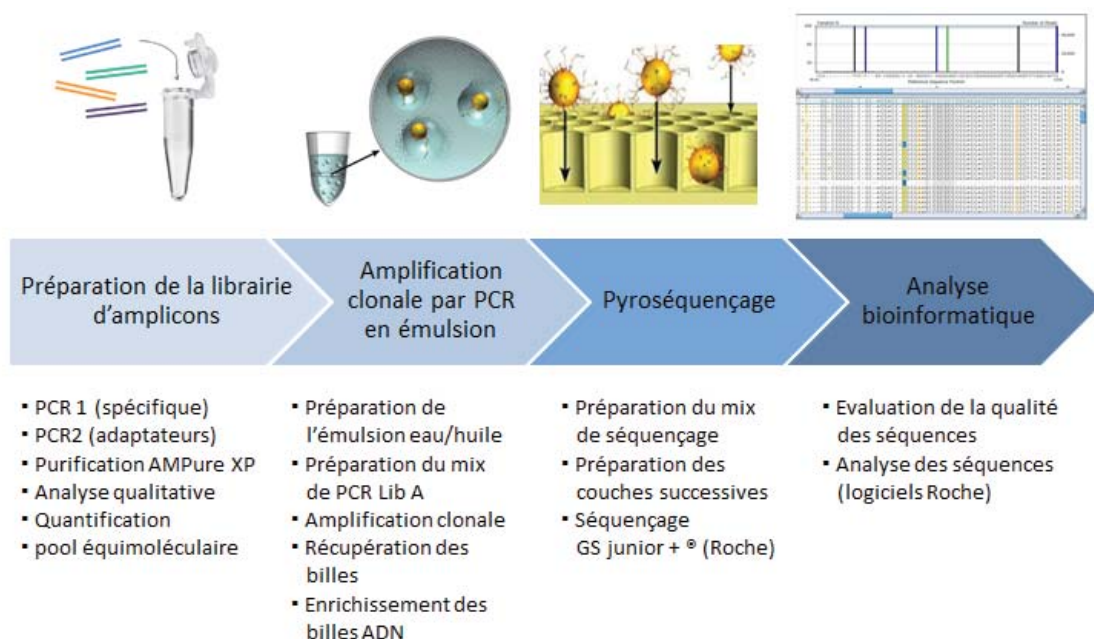 Préparation de la librairie
d'amplicons
Amplification
clonale par PCR
en émulsion
Pyroséquençage
Analyse
bioinformatique
▪ PCR 1 (spécifique)
▪ PCR2 (adaptateurs)
▪ Purification AMPure XP
▪ Analyse qualitative
▪ Quantification
▪ pool équimoléculaire
▪ Préparation de
l'émulsion eau/huile
▪ Préparation du mix
de PCR Lib A
▪ Amplification clonale
▪ Récupération des
billes
▪ Enrichissement des
billes ADN
▪ Préparation du mix
de séquençage
▪ Préparation des
couches successives
▪ Séquençage
GS junior + ® (Roche)
▪ Evaluation de la qualité
des séquences
▪ Analyse des séquences
(logiciels Roche)